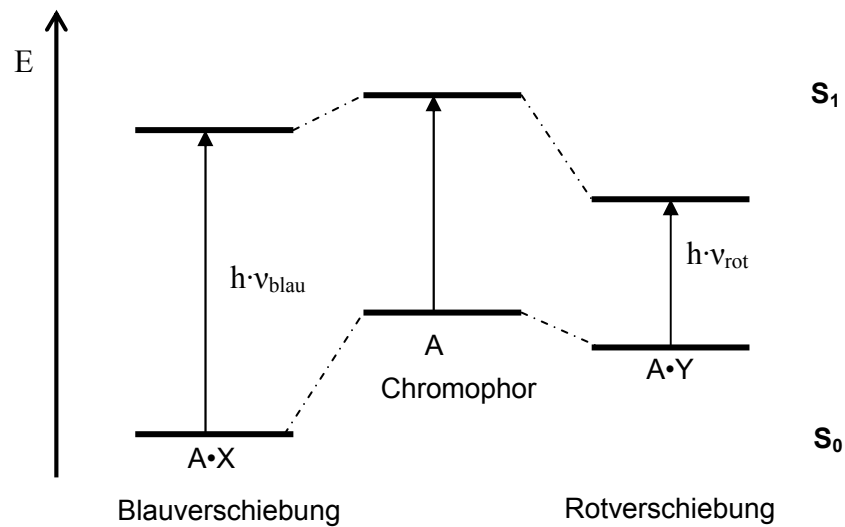 E
S₁
h·ν_blau
h·ν_rot
A
A•Y
Chromophor
A•X
S₀
Blauverschiebung
Rotverschiebung